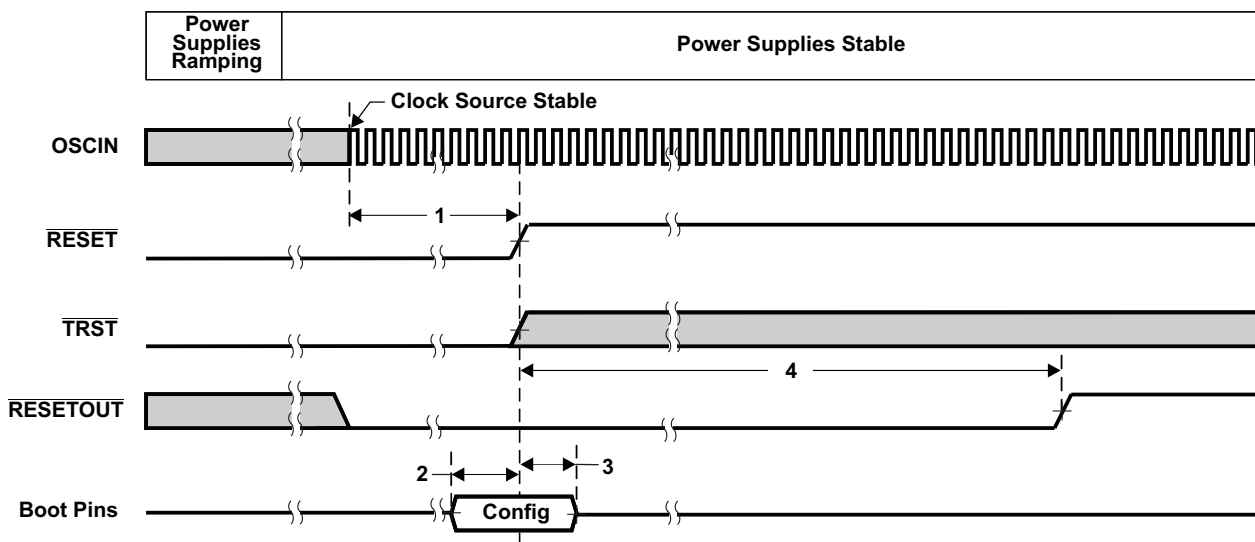 Power
Supplies
Ramping
Power Supplies Stable
Clock Source Stable
OSCIN
1
RESET
TRST
4
RESETOUT
2
3
Boot Pins
Config